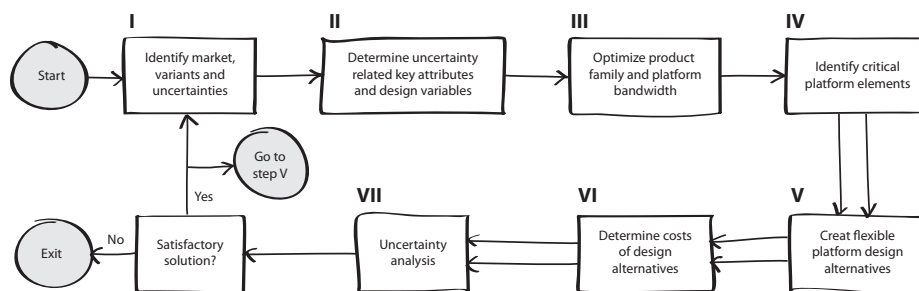 I
II
III
IV
Start
Identify market,
variants and
uncertainties
Determine uncertainty
related key attributes
and design variables
Optimize product
family and platform
bandwidth
Identify critical
platform elements
Go to
step V
Yes
VII
VI
V
Exit
No
Satisfactory
solution?
Uncertainty
analysis
Determine costs
of design
alternatives
Creat flexible
platform design
alternatives